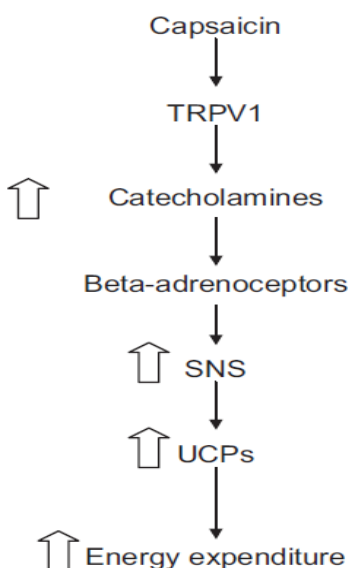 Capsaicin
TRPV1
Catecholamines
Beta-adrenoceptors
SNS
UCPs
Energy expenditure